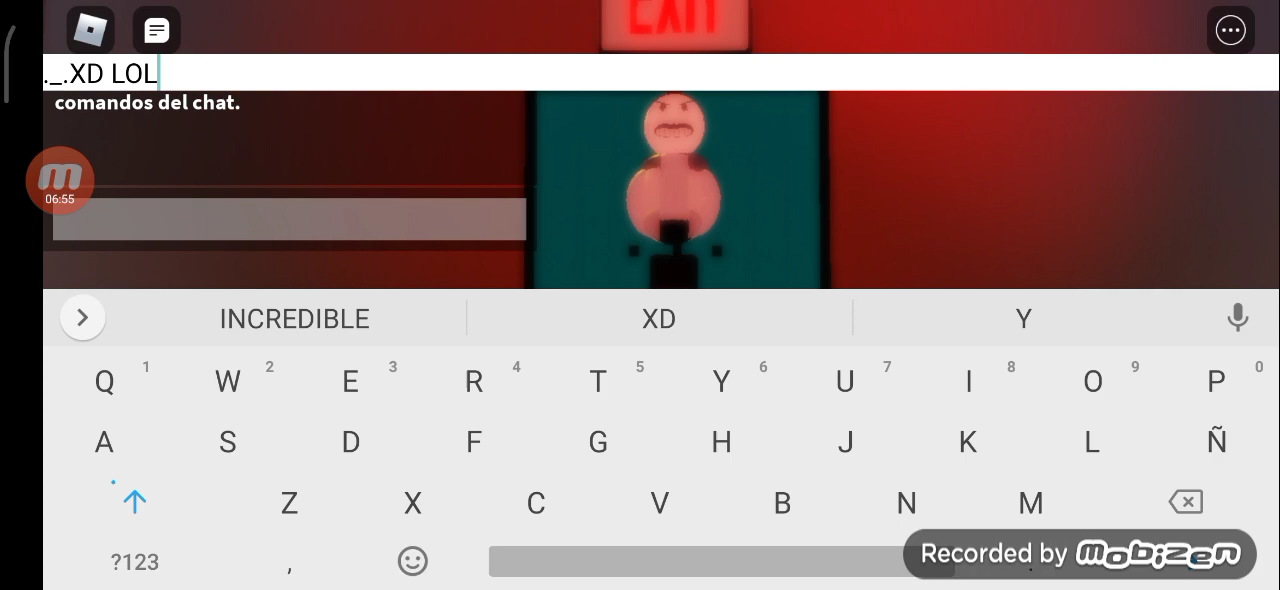 EXIT
._.XD LOL
comandos del chat.
m
06:55
INCREDIBLE
XD
Y
Q 1 W 2 E 3 R 4 T 5 Y 6 U 7 I 8 O 9 P 0
A S D F G H J K L Ñ
Z X C V B N M
?123 , .
Recorded by mobizen